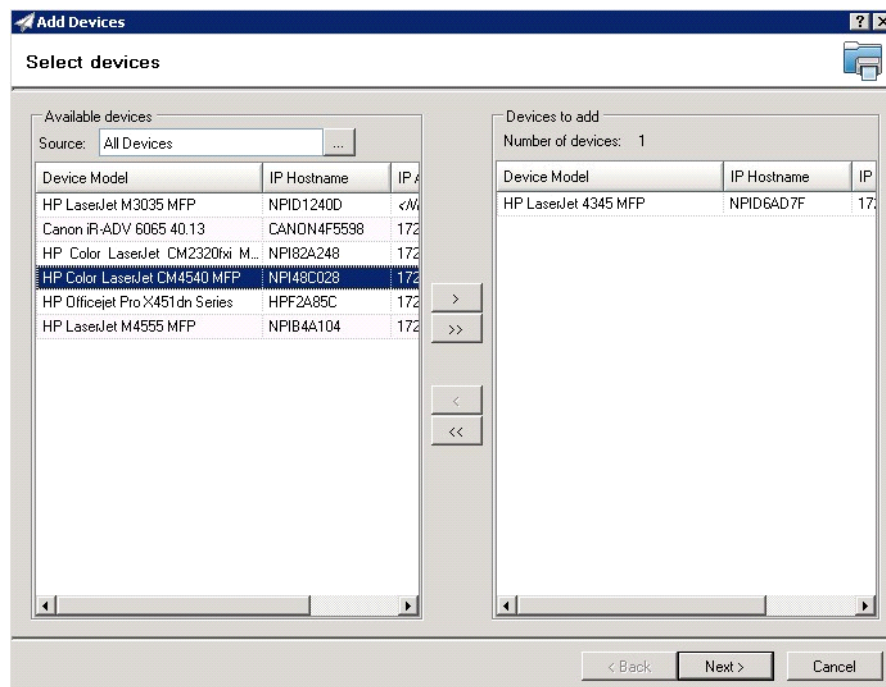 Add Devices
? X
Select devices
Available devices
Source: All Devices ...
Device Model IP Hostname IP A
HP LaserJet M3035 MFP NPID1240D <N
Canon iR-ADV 6065 40.13 CANON4F5598 172
HP Color LaserJet CM2320fxi M... NPI82A248 172
HP Color LaserJet CM4540 MFP NPI48C028 172
HP Officejet Pro X451dn Series HPF2A85C 172
HP LaserJet M4555 MFP NPIB4A104 172
>
>>
<
<<
Devices to add
Number of devices: 1
Device Model IP Hostname IP
HP LaserJet 4345 MFP NPID6AD7F 17
< Back Next > Cancel